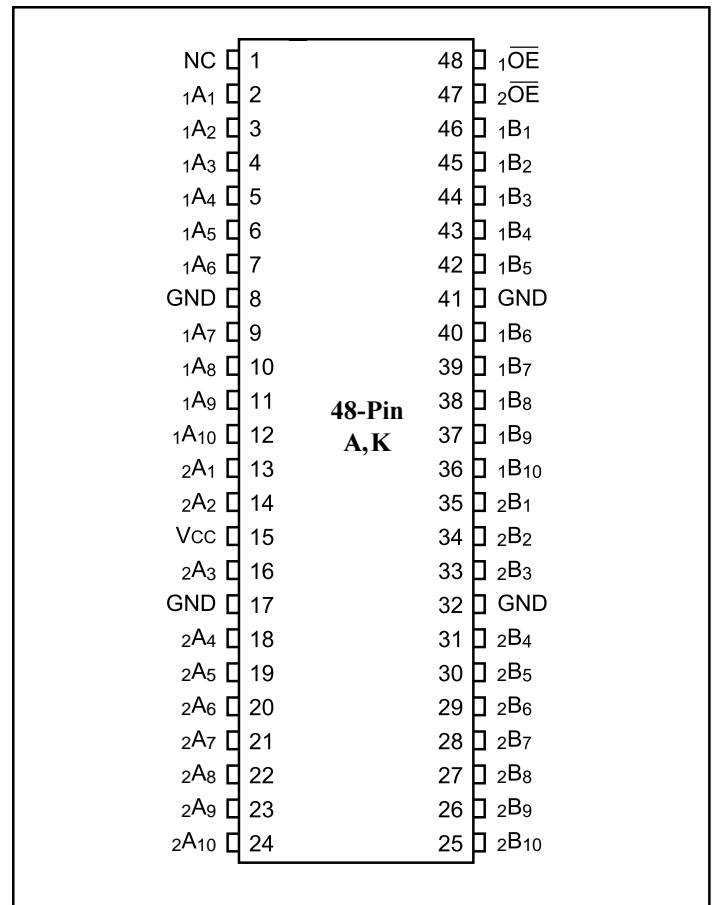 NC 1 48 1OE
1A1 2 47 2OE
1A2 3 46 1B1
1A3 4 45 1B2
1A4 5 44 1B3
1A5 6 43 1B4
1A6 7 42 1B5
GND 8 41 GND
1A7 9 40 1B6
1A8 10 39 1B7
1A9 11 38 1B8
48-Pin
1A10 12 37 1B9
A,K
2A1 13 36 1B10
2A2 14 35 2B1
VCC 15 34 2B2
2A3 16 33 2B3
GND 17 32 GND
2A4 18 31 2B4
2A5 19 30 2B5
2A6 20 29 2B6
2A7 21 28 2B7
2A8 22 27 2B8
2A9 23 26 2B9
2A10 24 25 2B10